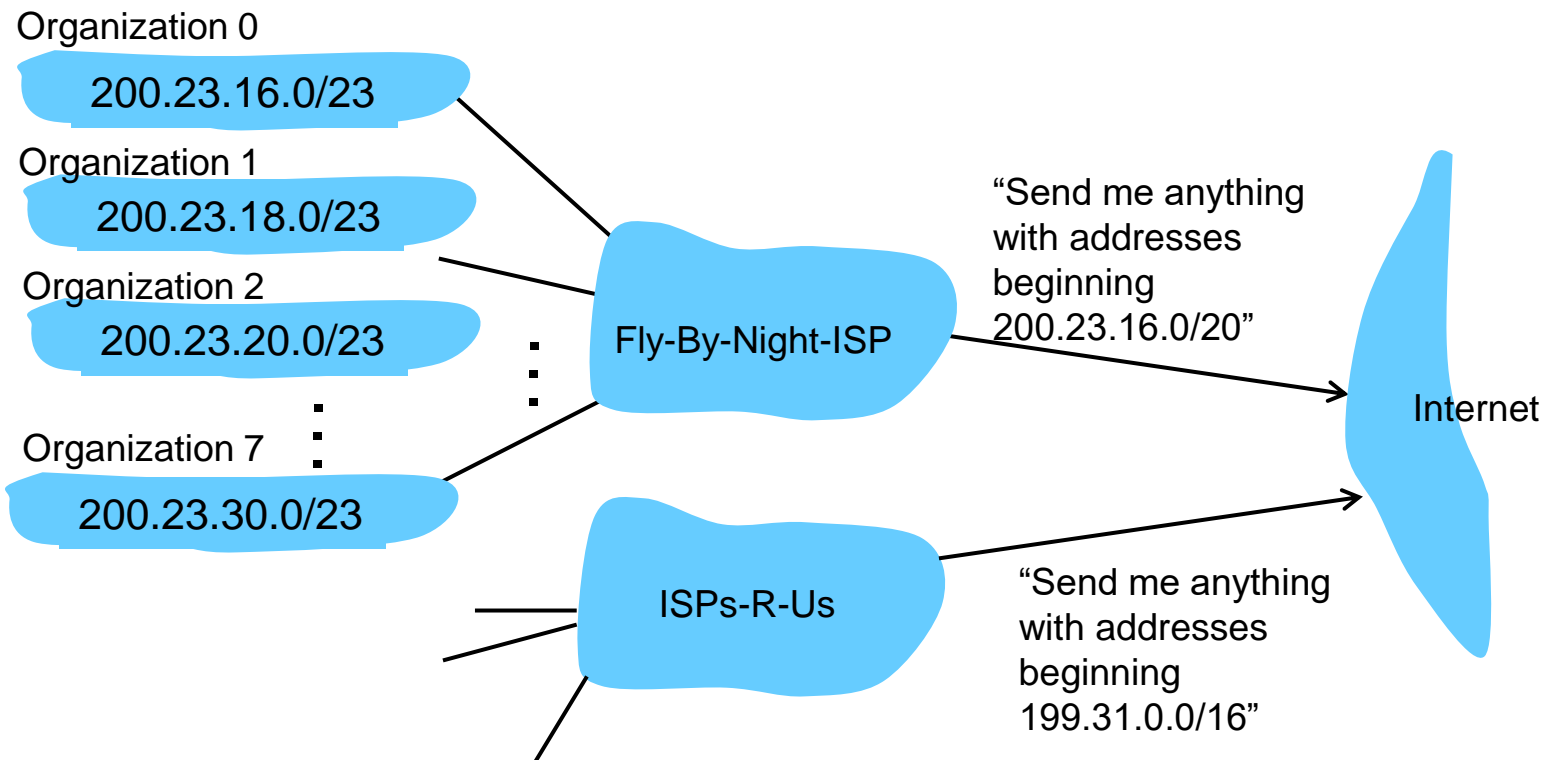 Organization 0
200.23.16.0/23
Organization 1
200.23.18.0/23
Organization 2
200.23.20.0/23
Organization 7
200.23.30.0/23
Fly-By-Night-ISP
ISPs-R-Us
“Send me anything
with addresses
beginning
200.23.16.0/20”
“Send me anything
with addresses
beginning
199.31.0.0/16”
Internet